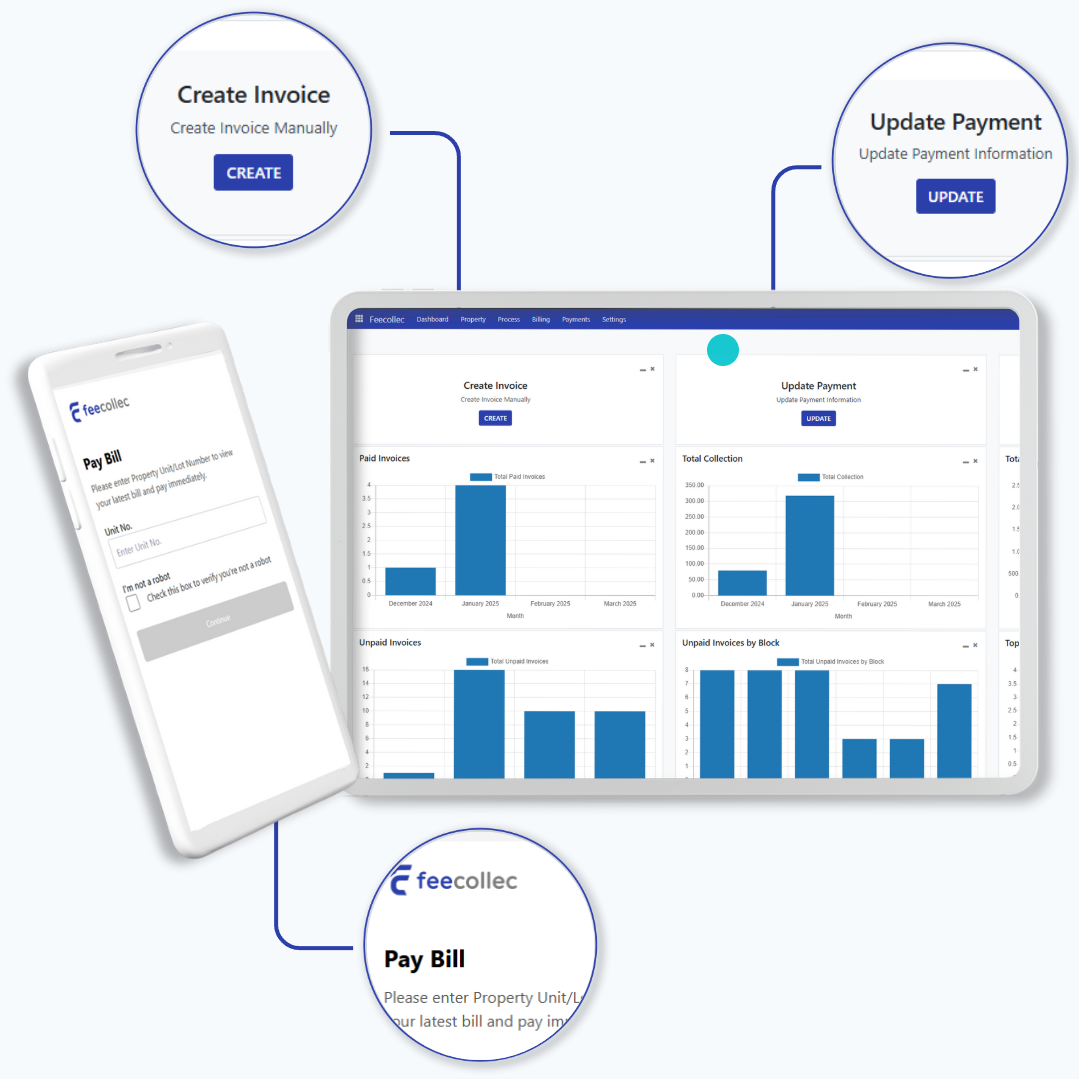 Create Invoice
Create Invoice Manually
CREATE
Update Payment
Update Payment Information
UPDATE
Feecollec Dashboard Property Process Billing Payments Settings
Create Invoice
Create Invoice Manually
CREATE
Update Payment
Update Payment Information
UPDATE
Paid Invoices
Total Paid Invoices
4
3.5
3
2.5
2
1.5
1
0.5
0
December 2024 January 2025 February 2025 March 2025
Month
Total Collection
Total Collection
350.00
300.00
250.00
200.00
150.00
100.00
50.00
0.00
December 2024 January 2025 February 2025 March 2025
Month
Tota
2.5
2.0
1.5
1.0
500
0
Unpaid Invoices
Total Unpaid Invoices
16
14
12
10
8
6
4
2
Unpaid Invoices by Block
Total Unpaid Invoices by Block
8
7
6
5
4
3
2
1
0
Top
4
3.5
3
2.5
2
1.5
1
0.5
feecollec
Pay Bill
Please enter Property Unit/Lot Number to view
your latest bill and pay immediately.
Unit No.
Enter Unit No.
I'm not a robot
Check this box to verify you're not a robot
Continue
feecollec
Pay Bill
Please enter Property Unit/L
our latest bill and pay im